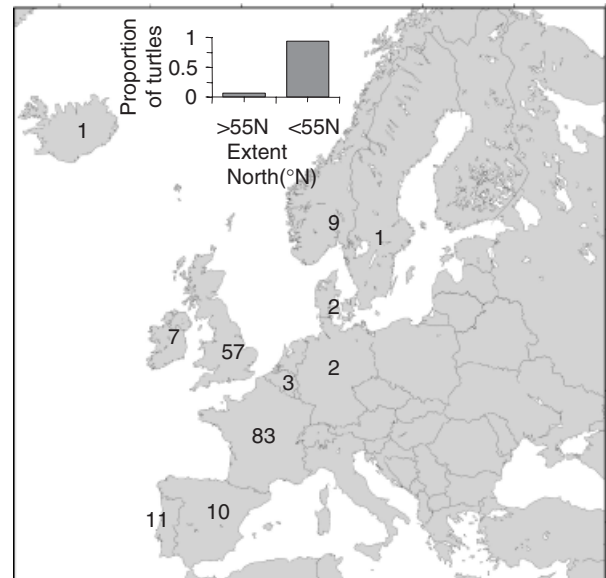 Proportion
of turtles
1
0.5
0
>55N <55N
Extent
North(°N)
1
9
1
2
7
57
2
3
83
11
10